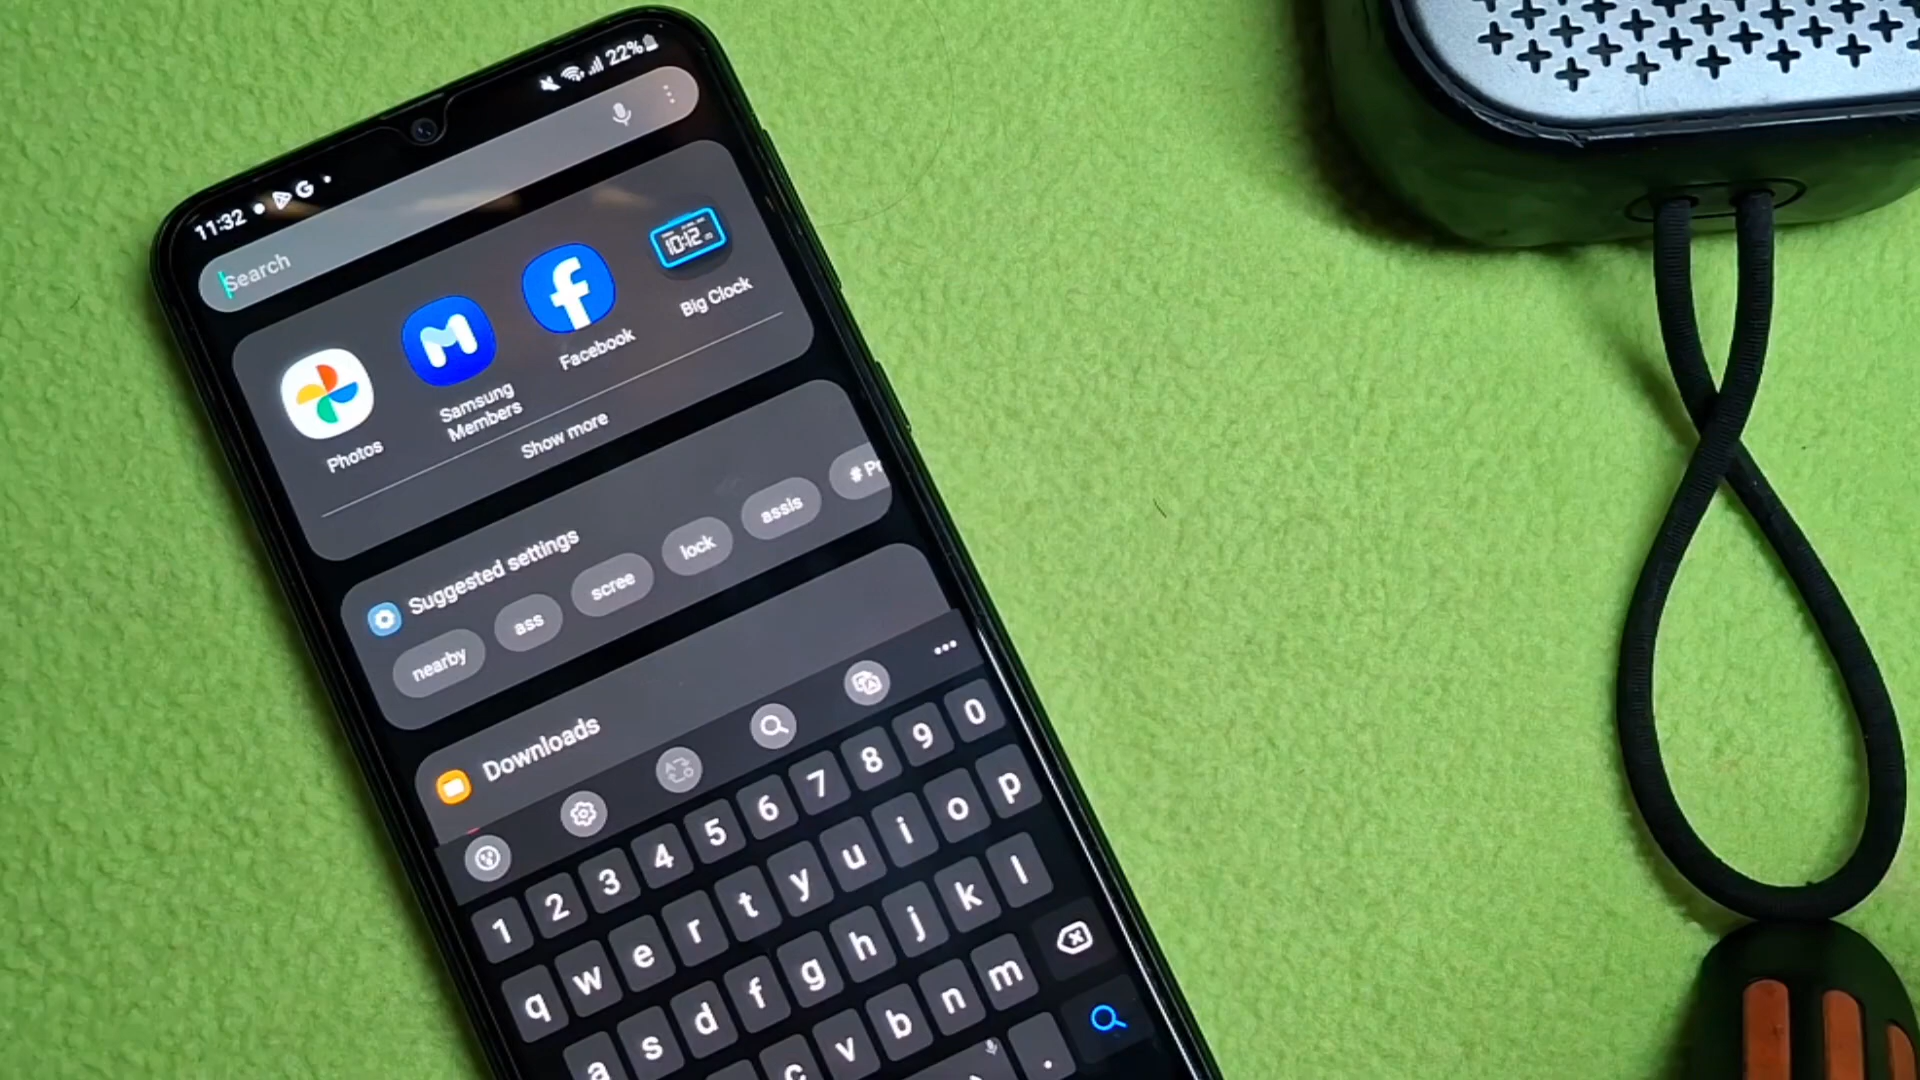 11:32
22%
Search
Photos
Samsung
Members
Facebook
10:12
Big Clock
Show more
Suggested settings
nearby
ass
scree
lock
assis
# Pr
Downloads
1 2 3 4 5 6 7 8 9 0
q w e r t y u i o p
a s d f g h j k l
c v b n m
.